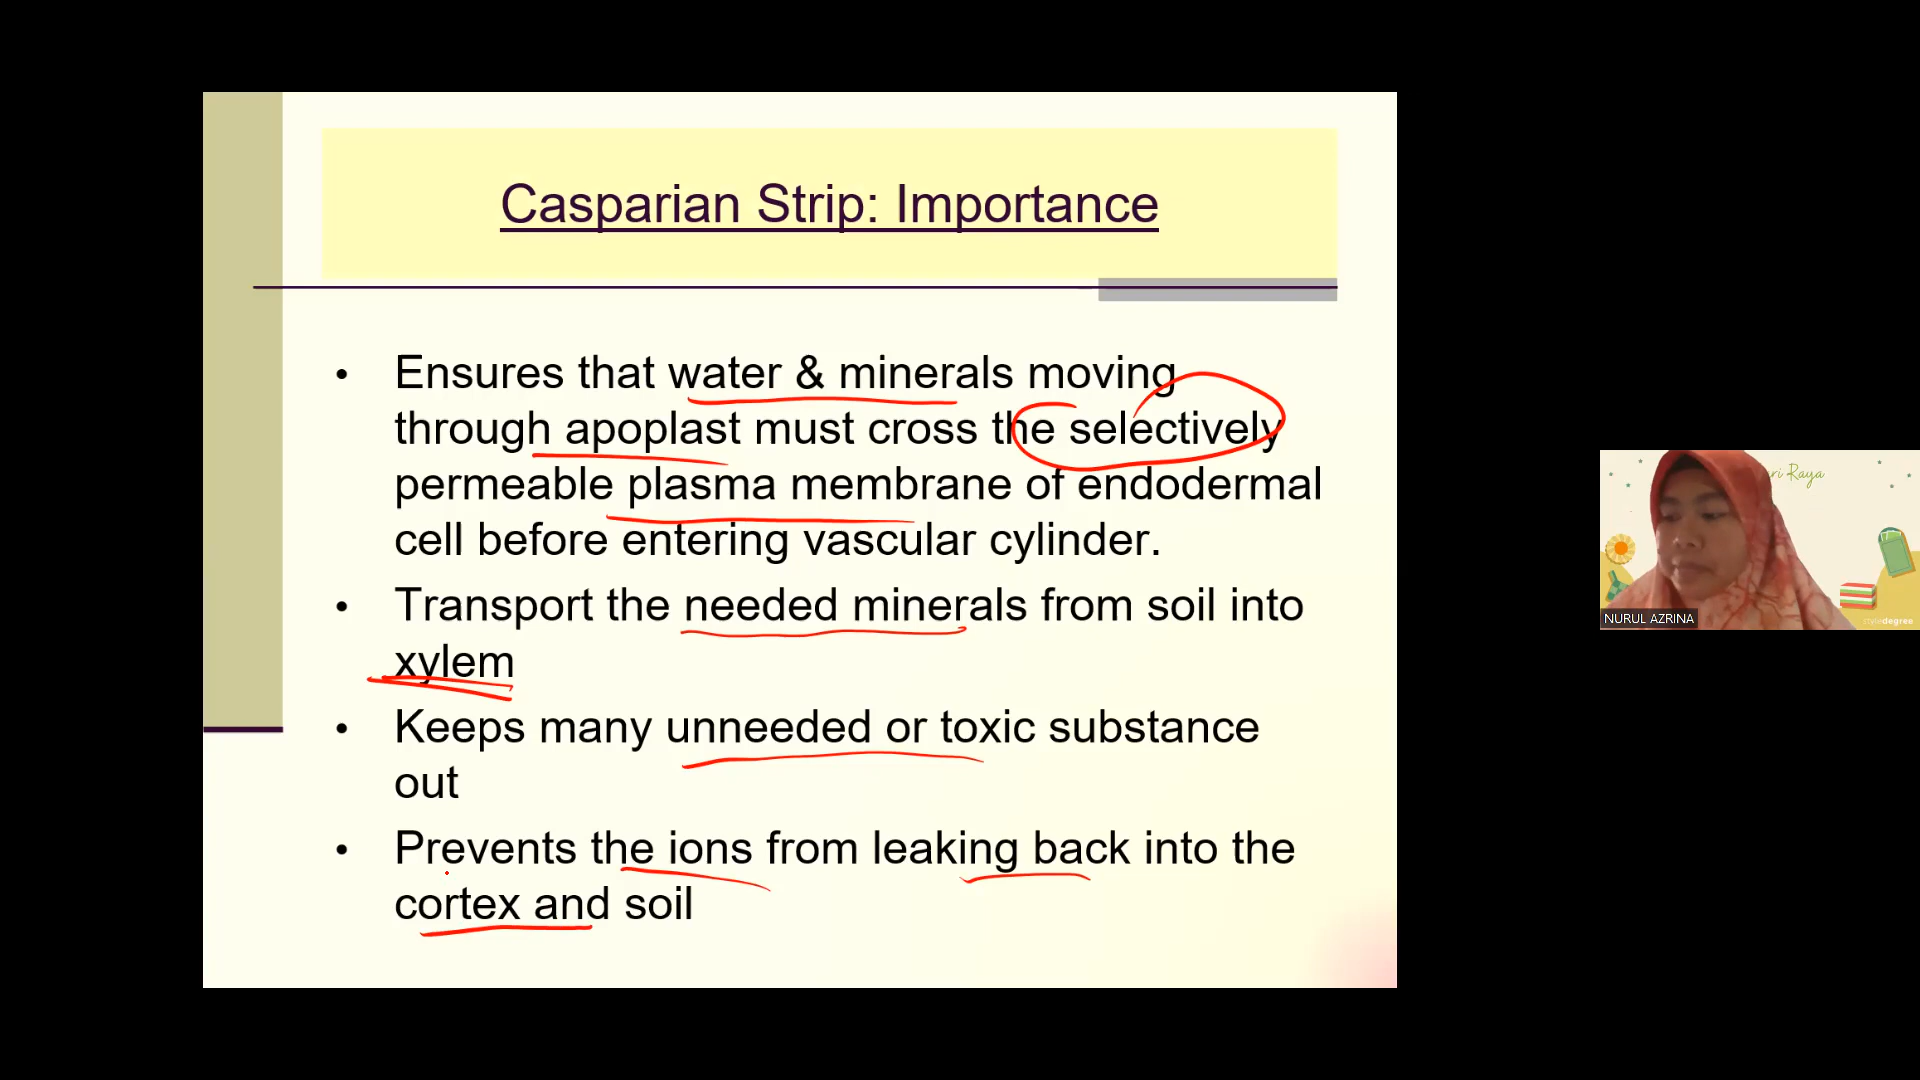 Casparian Strip: Importance
• Ensures that water & minerals moving
through apoplast must cross the selectively
permeable plasma membrane of endodermal
cell before entering vascular cylinder.
• Transport the needed minerals from soil into
xylem
• Keeps many unneeded or toxic substance
out
• Prevents the ions from leaking back into the
cortex and soil
Raya
NURUL AZRINA
styledegree